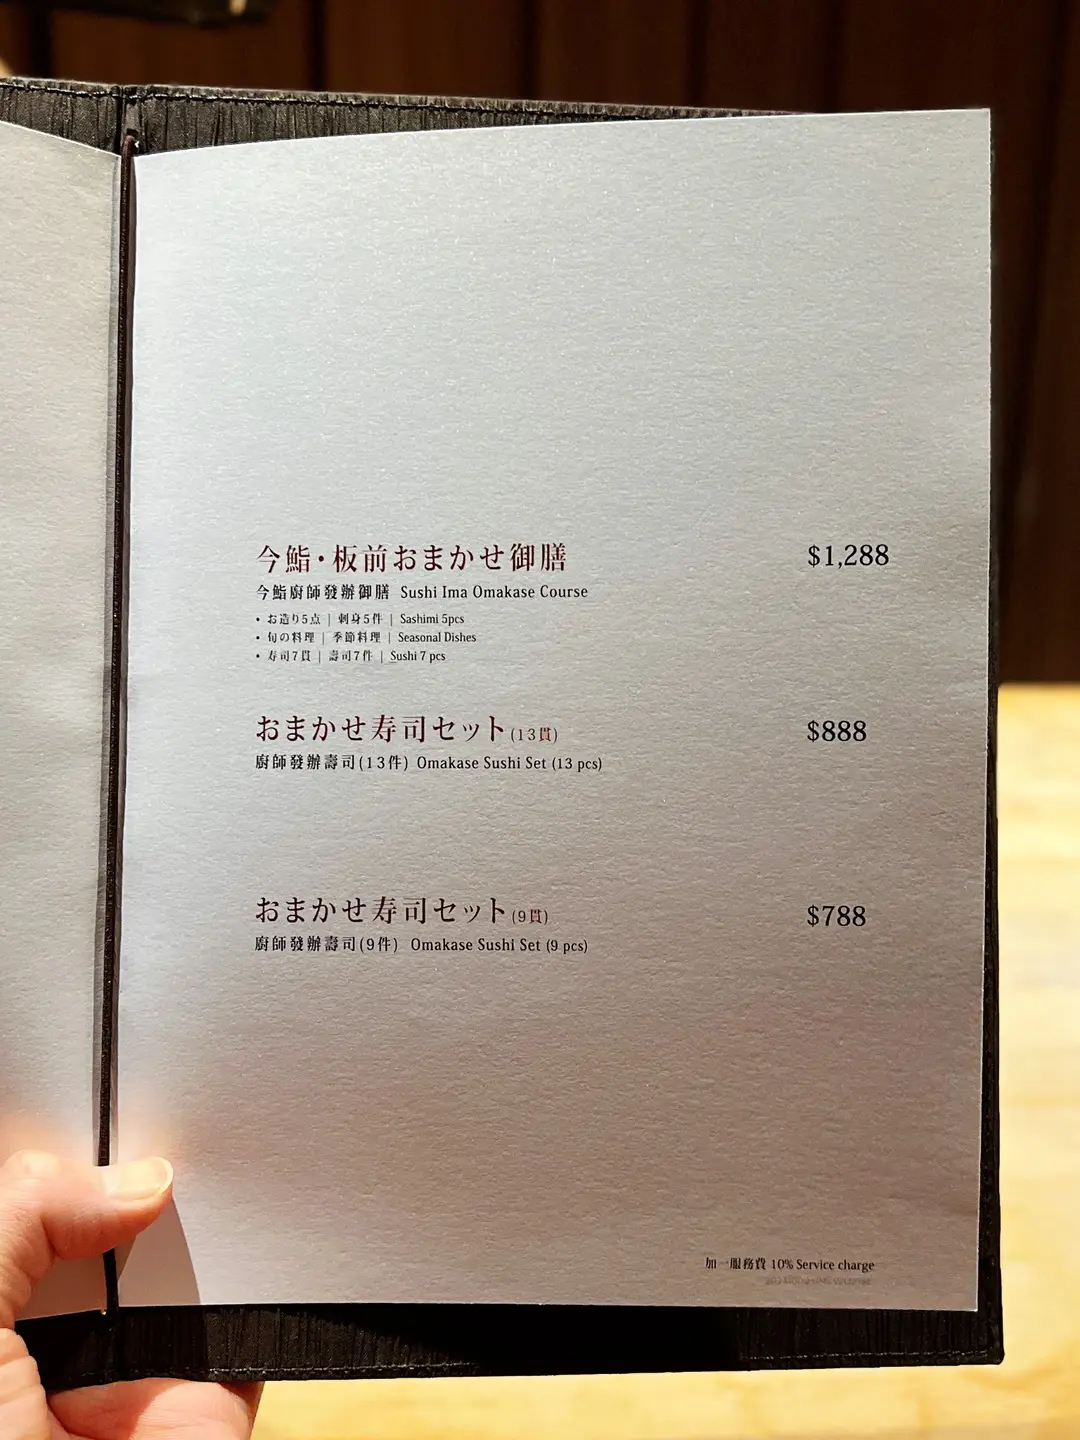 今鮨・板前おまかせ御膳 $1,288
今鮨廚師發辦御膳 Sushi Ima Omakase Course
• お造り5点 | 刺身5件 | Sashimi 5pcs
• 旬の料理 | 季節料理 | Seasonal Dishes
• 寿司7貫 | 壽司7件 | Sushi 7 pcs
おまかせ寿司セット(13貫) $888
廚師發辦壽司(13件) Omakase Sushi Set (13 pcs)
おまかせ寿司セット(9貫) $788
廚師發辦壽司(9件) Omakase Sushi Set (9 pcs)
加一服務費 10% Service charge